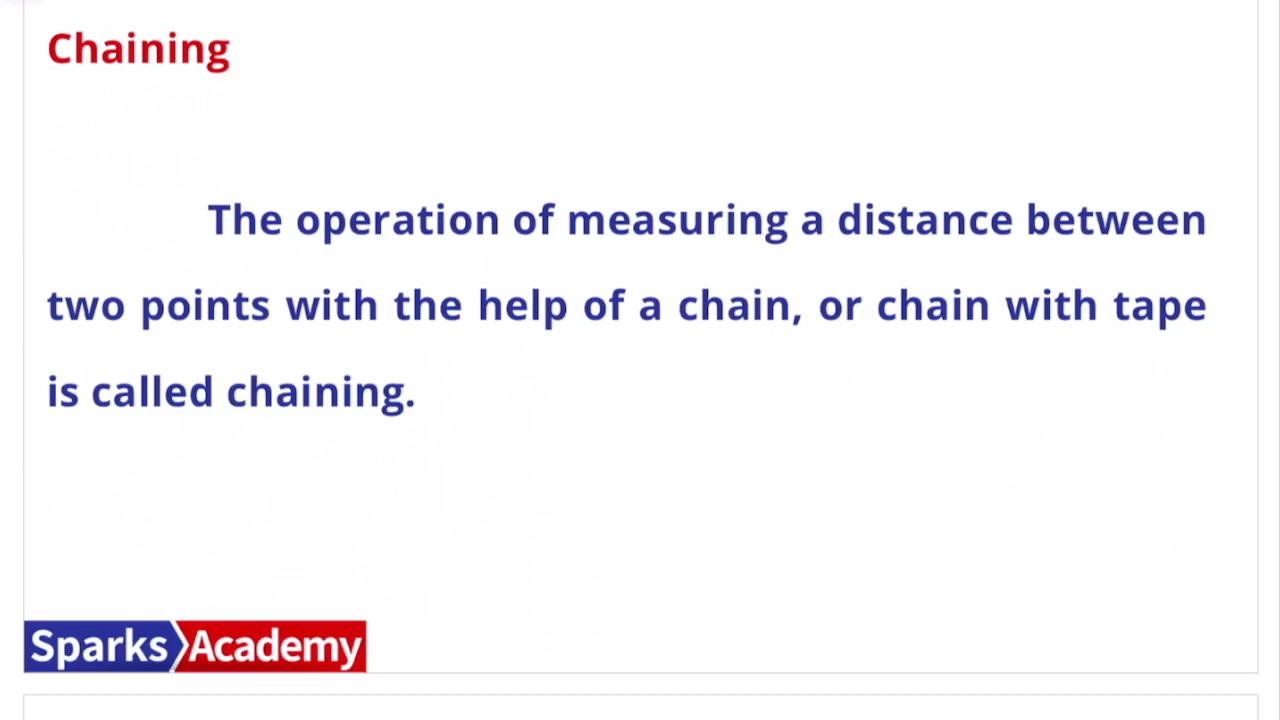 Chaining
The operation of measuring a distance between
two points with the help of a chain, or chain with tape
is called chaining.
Sparks Academy